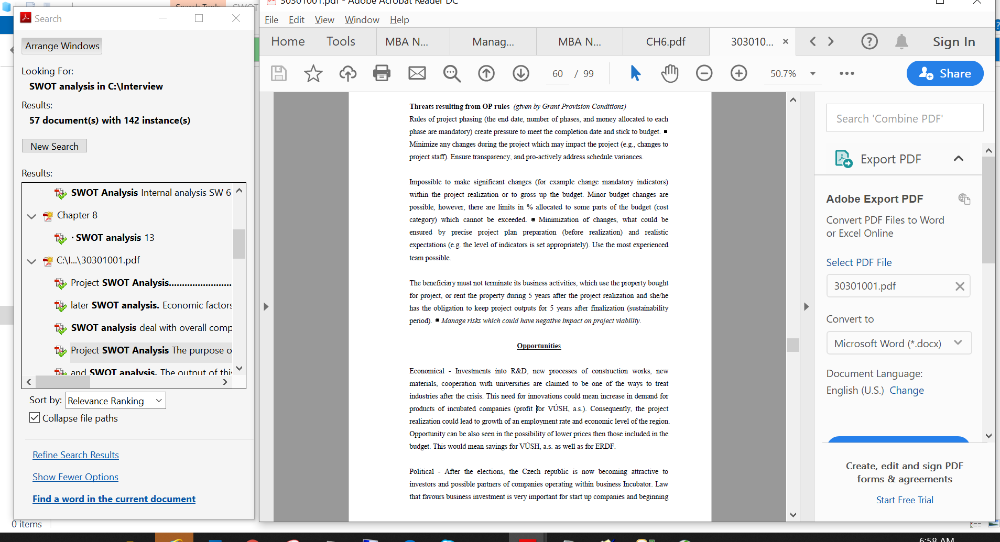 Search Tools
SWOT
Search
Arrange Windows
Looking For:
SWOT analysis in C:\Interview
Results:
57 document(s) with 142 instance(s)
New Search
Results:
SWOT Analysis Internal analysis SW 6
Chapter 8
· SWOT analysis 13
C:\I...\30301001.pdf
Project SWOT Analysis.........................
later SWOT analysis. Economic factors
SWOT analysis deal with overall comp
Project SWOT Analysis The purpose o
and SWOT analysis. The output of this
Sort by: Relevance Ranking
Collapse file paths
Refine Search Results
Show Fewer Options
Find a word in the current document
0 items
30301001.pdf - Adobe Acrobat Reader DC
File Edit View Window Help
Home Tools MBA N... Manag... MBA N... CH6.pdf 303010... × Sign In
60 / 99 50.7% Share
Threats resulting from OP rules (given by Grant Provision Conditions)
Rules of project phasing (the end date, number of phases, and money allocated to each
phase are mandatory) create pressure to meet the completion date and stick to budget. ■
Minimize any changes during the project which may impact the project (e.g., changes to
project staff). Ensure transparency, and pro-actively address schedule variances.
Impossible to make significant changes (for example change mandatory indicators)
within the project realization or to gross up the budget. Minor budget changes are
possible, however, there are limits in % allocated to some parts of the budget (cost
category) which cannot be exceeded. ■ Minimization of changes, what could be
ensured by precise project plan preparation (before realization) and realistic
expectations (e.g. the level of indicators is set appropriately). Use the most experienced
team possible.
The beneficiary must not terminate its business activities, which use the property bought
for project, or rent the property during 5 years after the project realization and she/he
has the obligation to keep project outputs for 5 years after finalization (sustainability
period). ■ Manage risks which could have negative impact on project viability.
Opportunities
Economical - Investments into R&D, new processes of construction works, new
materials, cooperation with universities are claimed to be one of the ways to treat
industries after the crisis. This need for innovations could mean increase in demand for
products of incubated companies (profit for VÚSH, a.s.). Consequently, the project
realization could lead to growth of an employment rate and economic level of the region.
Opportunity can be also seen in the possibility of lower prices then those included in the
budget. This would mean savings for VÚSH, a.s. as well as for ERDF.
Political - After the elections, the Czech republic is now becoming attractive to
investors and possible partners of companies operating within business Incubator. Law
that favours business investment is very important for start up companies and beginning
Search 'Combine PDF'
Export PDF
Adobe Export PDF
Convert PDF Files to Word
or Excel Online
Select PDF File
30301001.pdf
Convert to
Microsoft Word (*.docx)
Document Language:
English (U.S.) Change
Create, edit and sign PDF
forms & agreements
Start Free Trial
6:58 AM